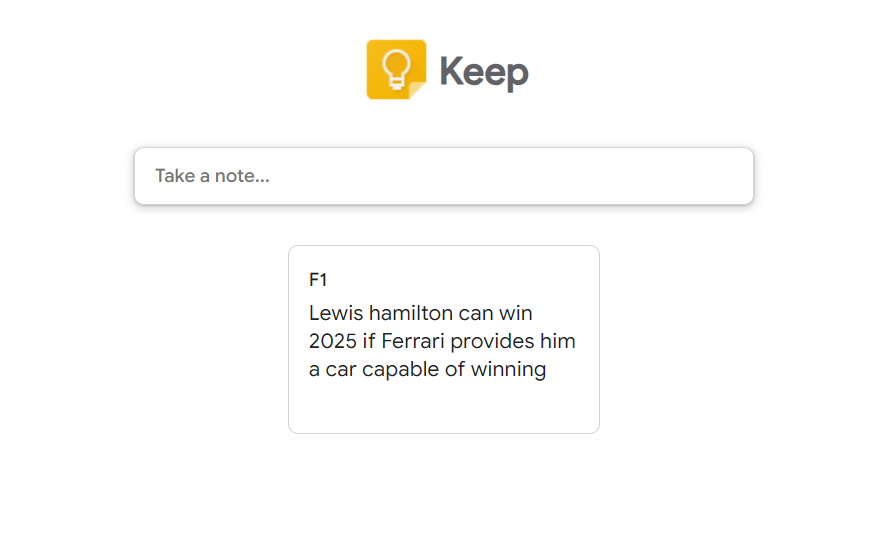 Keep
Take a note...
F1
Lewis hamilton can win
2025 if Ferrari provides him
a car capable of winning